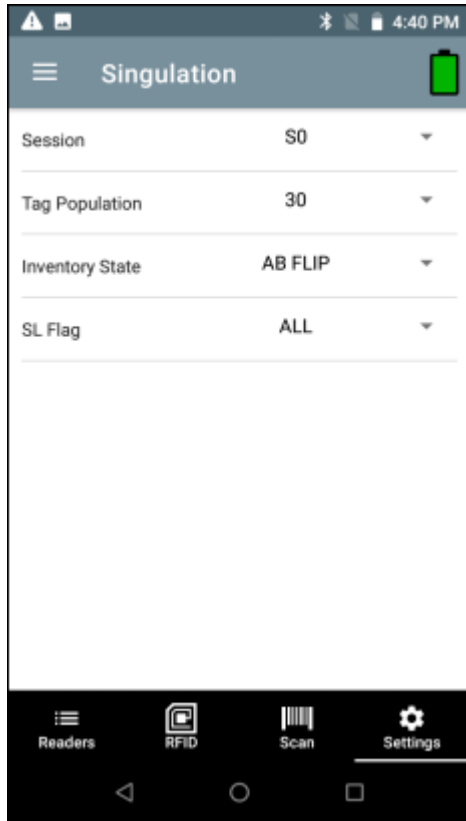 4:40 PM
Singulation
Session S0
Tag Population 30
Inventory State AB FLIP
SL Flag ALL
Readers RFID Scan Settings